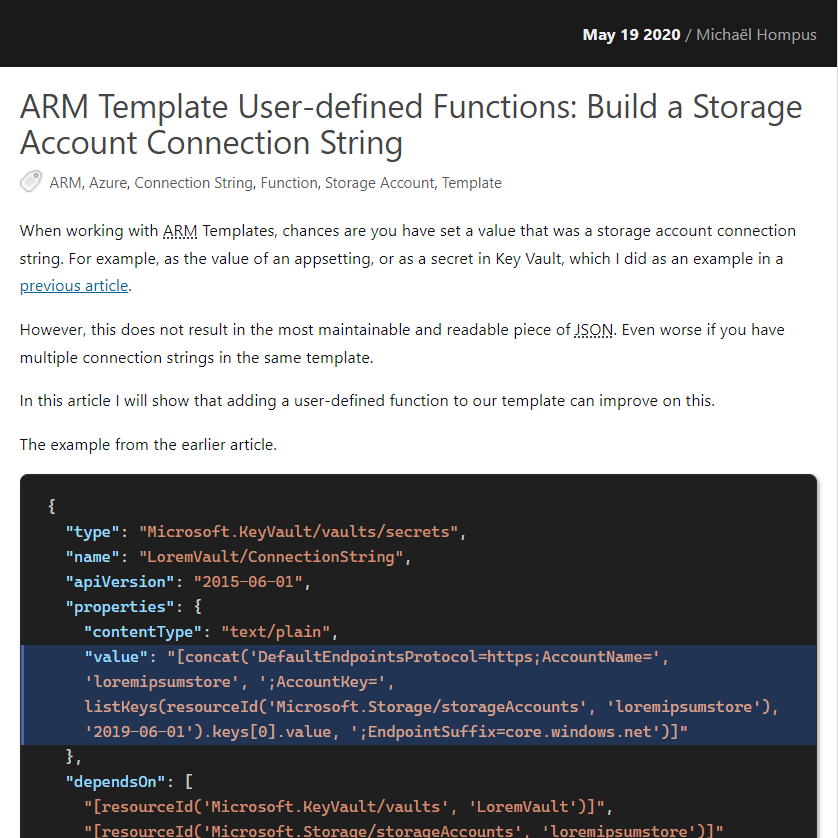 May 19 2020 / Michaël Hompus
ARM Template User-defined Functions: Build a Storage
Account Connection String
ARM, Azure, Connection String, Function, Storage Account, Template
When working with ARM Templates, chances are you have set a value that was a storage account connection
string. For example, as the value of an appsetting, or as a secret in Key Vault, which I did as an example in a
previous article.
However, this does not result in the most maintainable and readable piece of JSON. Even worse if you have
multiple connection strings in the same template.
In this article I will show that adding a user-defined function to our template can improve on this.
The example from the earlier article.
{
"type": "Microsoft.KeyVault/vaults/secrets",
"name": "LoremVault/ConnectionString",
"apiVersion": "2015-06-01",
"properties": {
"contentType": "text/plain",
"value": "[concat('DefaultEndpointsProtocol=https;AccountName=',
'loremipsumstore', ';AccountKey=',
listKeys(resourceId('Microsoft.Storage/storageAccounts', 'loremipsumstore'),
'2019-06-01').keys[0].value, ';EndpointSuffix=core.windows.net')]"
},
"dependsOn": [
"[resourceId('Microsoft.KeyVault/vaults', 'LoremVault')]",
"[resourceId('Microsoft.Storage/storageAccounts', 'loremipsumstore')]"